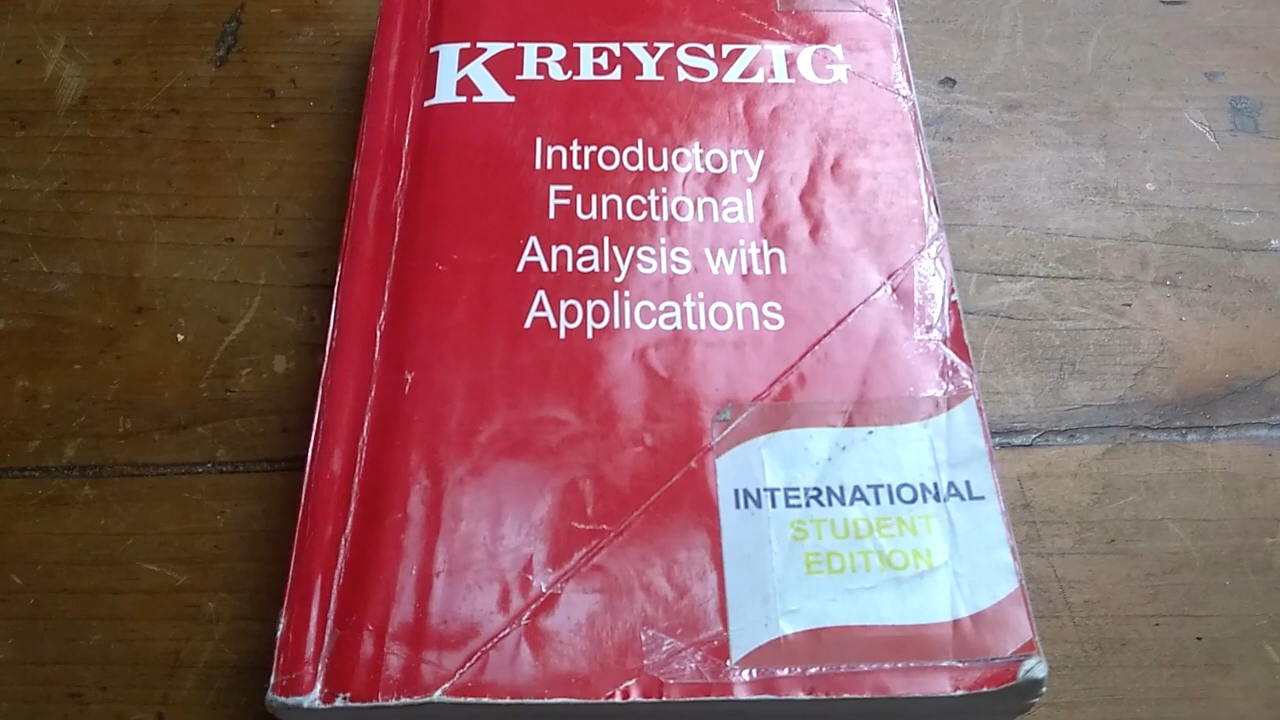 KREYSZIG
Introductory
Functional
Analysis with
Applications
INTERNATIONAL
STUDENT
EDITION